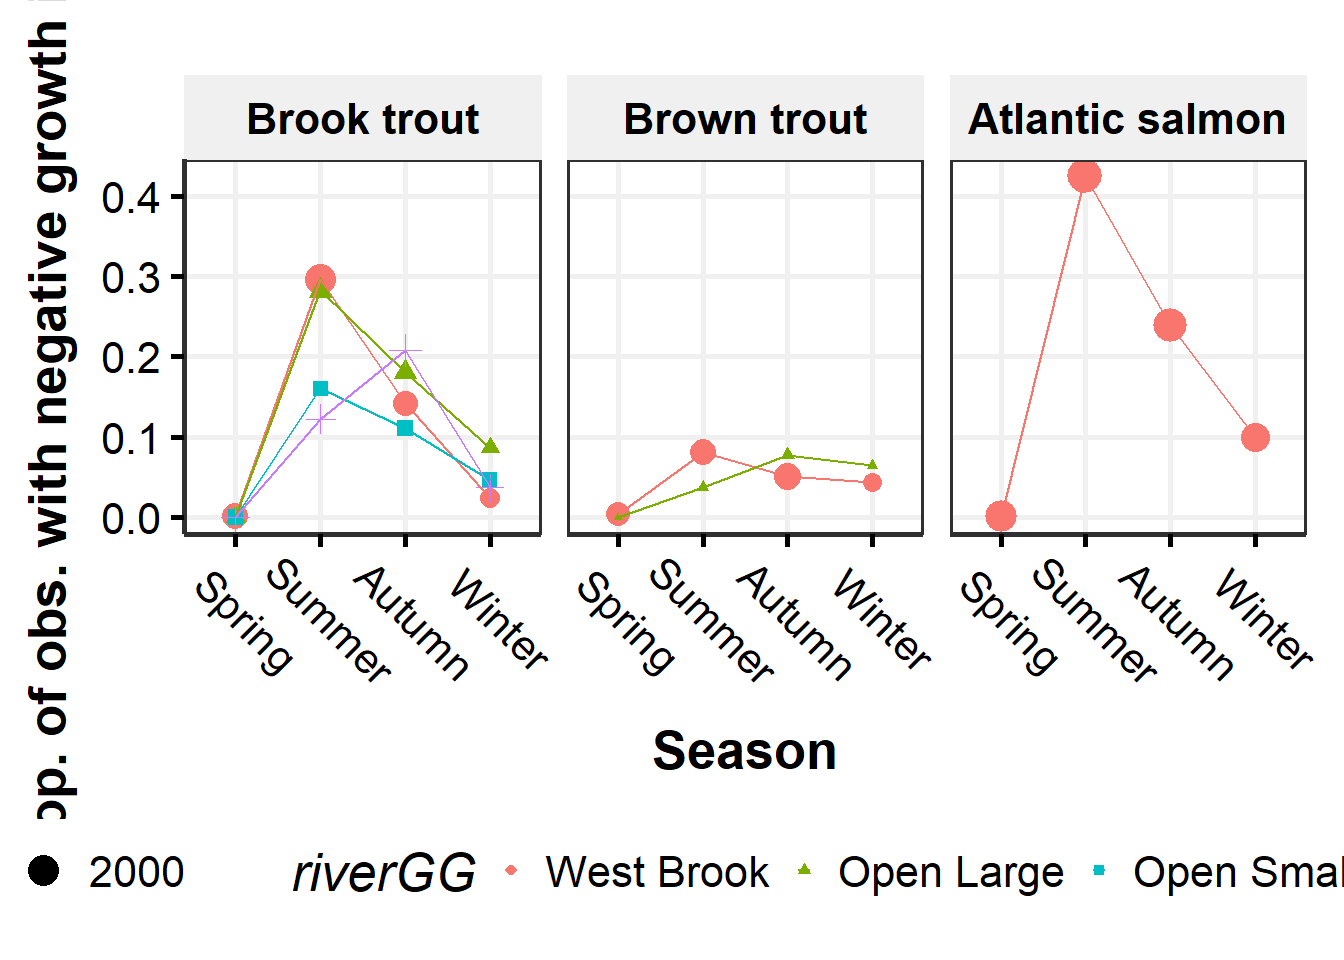 Brook trout Brown trout Atlantic salmon
pp. of obs. with negative growth
0.4
0.3
0.2
0.1
0.0
Spring Summer Autumn Winter Spring Summer Autumn Winter Spring Summer Autumn Winter
Season
2000 riverGG West Brook Open Large Open Smal